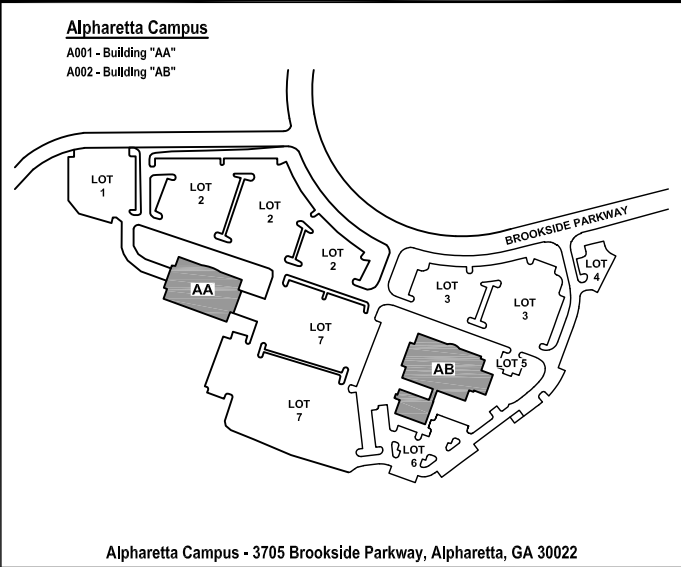 Alpharetta Campus
A001 - Building "AA"
A002 - Building "AB"
BROOKSIDE PARKWAY
LOT
1
LOT
2
LOT
2
LOT
2
LOT
4
LOT
3
LOT
3
AA
LOT
7
AB
LOT 5
LOT
7
LOT
6
Alpharetta Campus - 3705 Brookside Parkway, Alpharetta, GA 30022